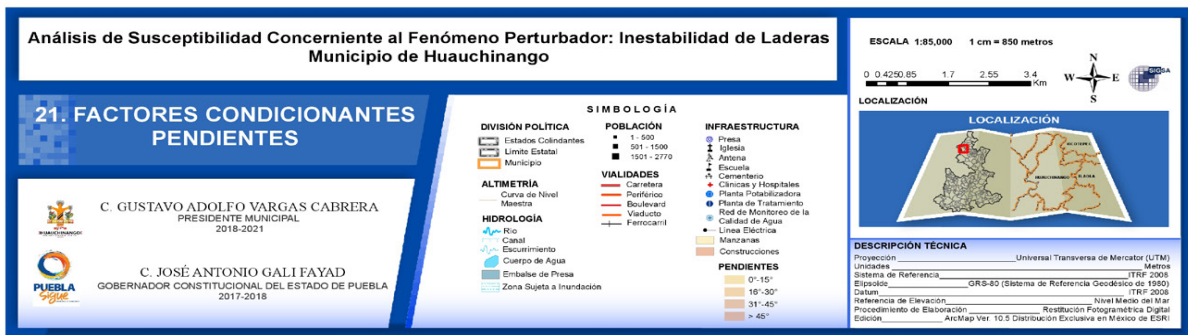 Análisis de Susceptibilidad Concerniente al Fenómeno Perturbador: Inestabilidad de Laderas
Municipio de Huauchinango
21. FACTORES CONDICIONANTES
PENDIENTES
C. GUSTAVO ADOLFO VARGAS CABRERA
PRESIDENTE MUNICIPAL
2018-2021
HUAUCHINANGO
C. JOSÉ ANTONIO GALI FAYAD
GOBERNADOR CONSTITUCIONAL DEL ESTADO DE PUEBLA
2017-2018
PUEBLA
Sigue
SIMBOLOGÍA
DIVISIÓN POLÍTICA
Estados Colindantes
Limite Estatal
Municipio
ALTIMETRÍA
Curva de Nivel
Maestra
HIDROLOGÍA
Río
Canal
Escurrimiento
Cuerpo de Agua
Embalse de Presa
Zona Sujeta a Inundación
POBLACIÓN
1 - 500
501 - 1500
1501 - 2770
VIALIDADES
Carretera
Periférico
Boulevard
Viaducto
Ferrocarril
INFRAESTRUCTURA
Presa
Iglesia
Antena
Escuela
Cementerio
Clínicas y Hospitales
Planta Potabilizadora
Planta de Tratamiento
Red de Monitoreo de la
Calidad de Agua
Línea Eléctrica
Manzanas
Construcciones
PENDIENTES
0°-15°
16°-30°
31°-45°
> 45°
ESCALA 1:85,000 1 cm = 850 metros
0 0.425 0.85 1.7 2.55 3.4
Km
N
W E
S
SIGSA
LOCALIZACIÓN
LOCALIZACIÓN
HUAUCHINANGO
DESCRIPCIÓN TÉCNICA
Proyección Universal Transversa de Mercator (UTM)
Unidades Metros
Sistema de Referencia ITRF 2008
Elipsoide GRS-80 (Sistema de Referencia Geodésico de 1980)
Datum ITRF 2008
Referencia de Elevación Nivel Medio del Mar
Procedimiento de Elaboración Restitución Fotogramétrica Digital
Edición ArcMap Ver. 10.5 Distribución Exclusiva en México de ESRI